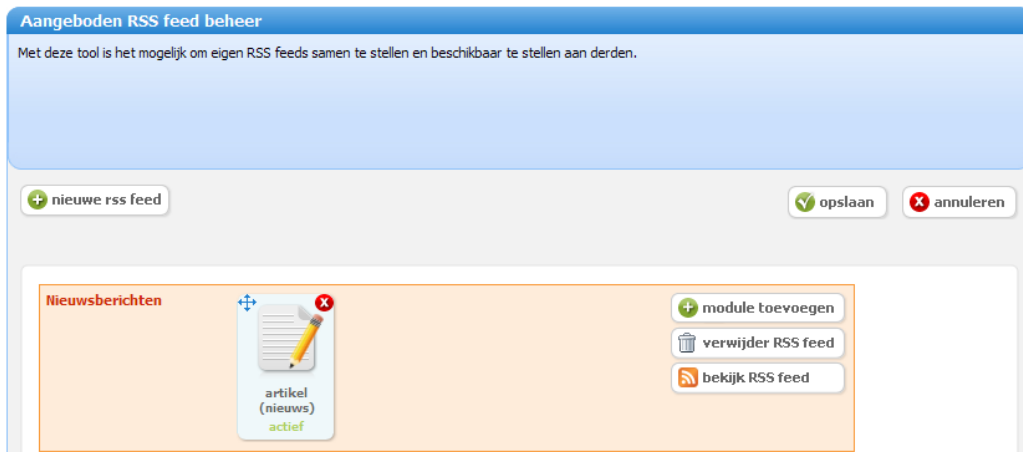 Aangeboden RSS feed beheer
Met deze tool is het mogelijk om eigen RSS feeds samen te stellen en beschikbaar te stellen aan derden.
nieuwe rss feed
opslaan
annuleren
Nieuwsberichten
module toevoegen
verwijder RSS feed
bekijk RSS feed
artikel
(nieuws)
actief